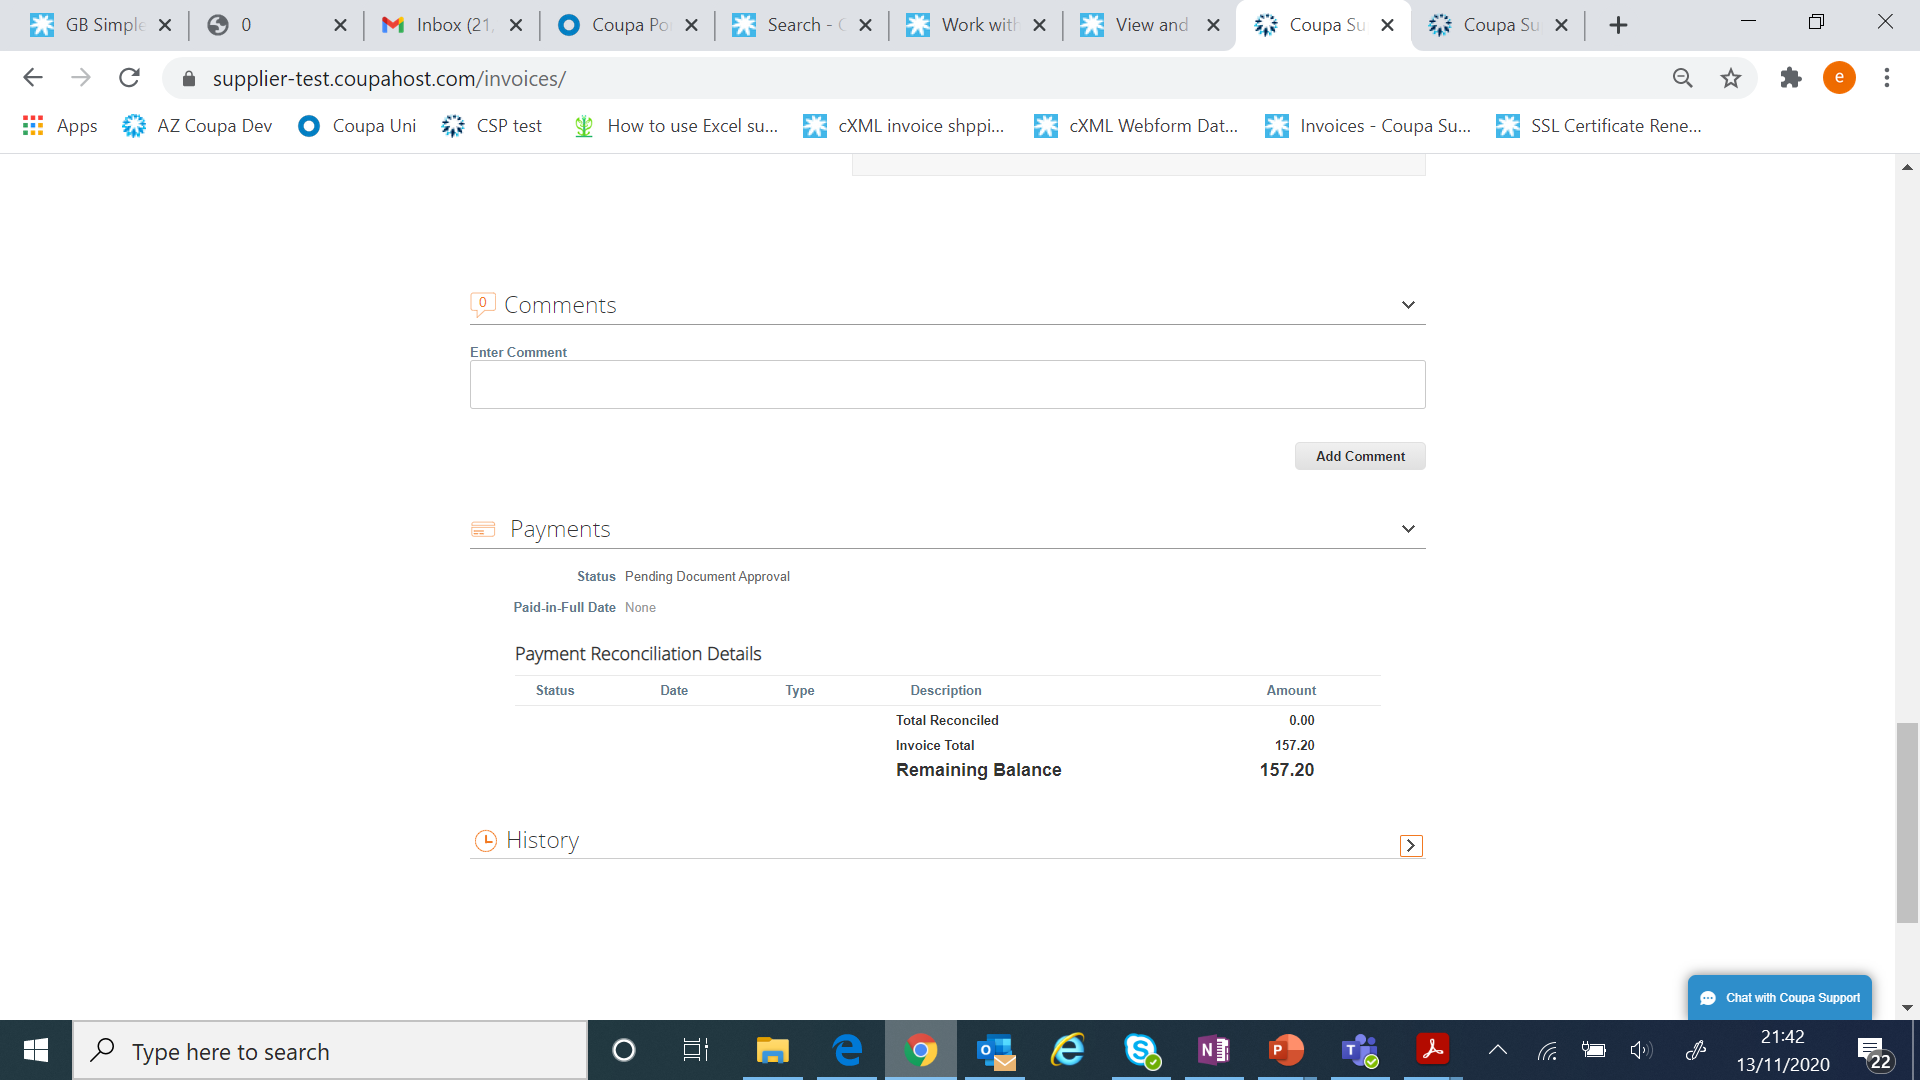 GB Simple
0
Inbox (21,
Coupa Po
Search -
Work with
View and
Coupa Su
Coupa Su
supplier-test.coupahost.com/invoices/
e
Apps
AZ Coupa Dev
Coupa Uni
CSP test
How to use Excel su...
cXML invoice shppi...
cXML Webform Dat...
Invoices - Coupa Su...
SSL Certificate Rene...
0 Comments
Enter Comment
Add Comment
Payments
Status Pending Document Approval
Paid-in-Full Date None
Payment Reconciliation Details
Status Date Type Description Amount
Total Reconciled 0.00
Invoice Total 157.20
Remaining Balance 157.20
History
Chat with Coupa Support
Type here to search
21:42
13/11/2020
22